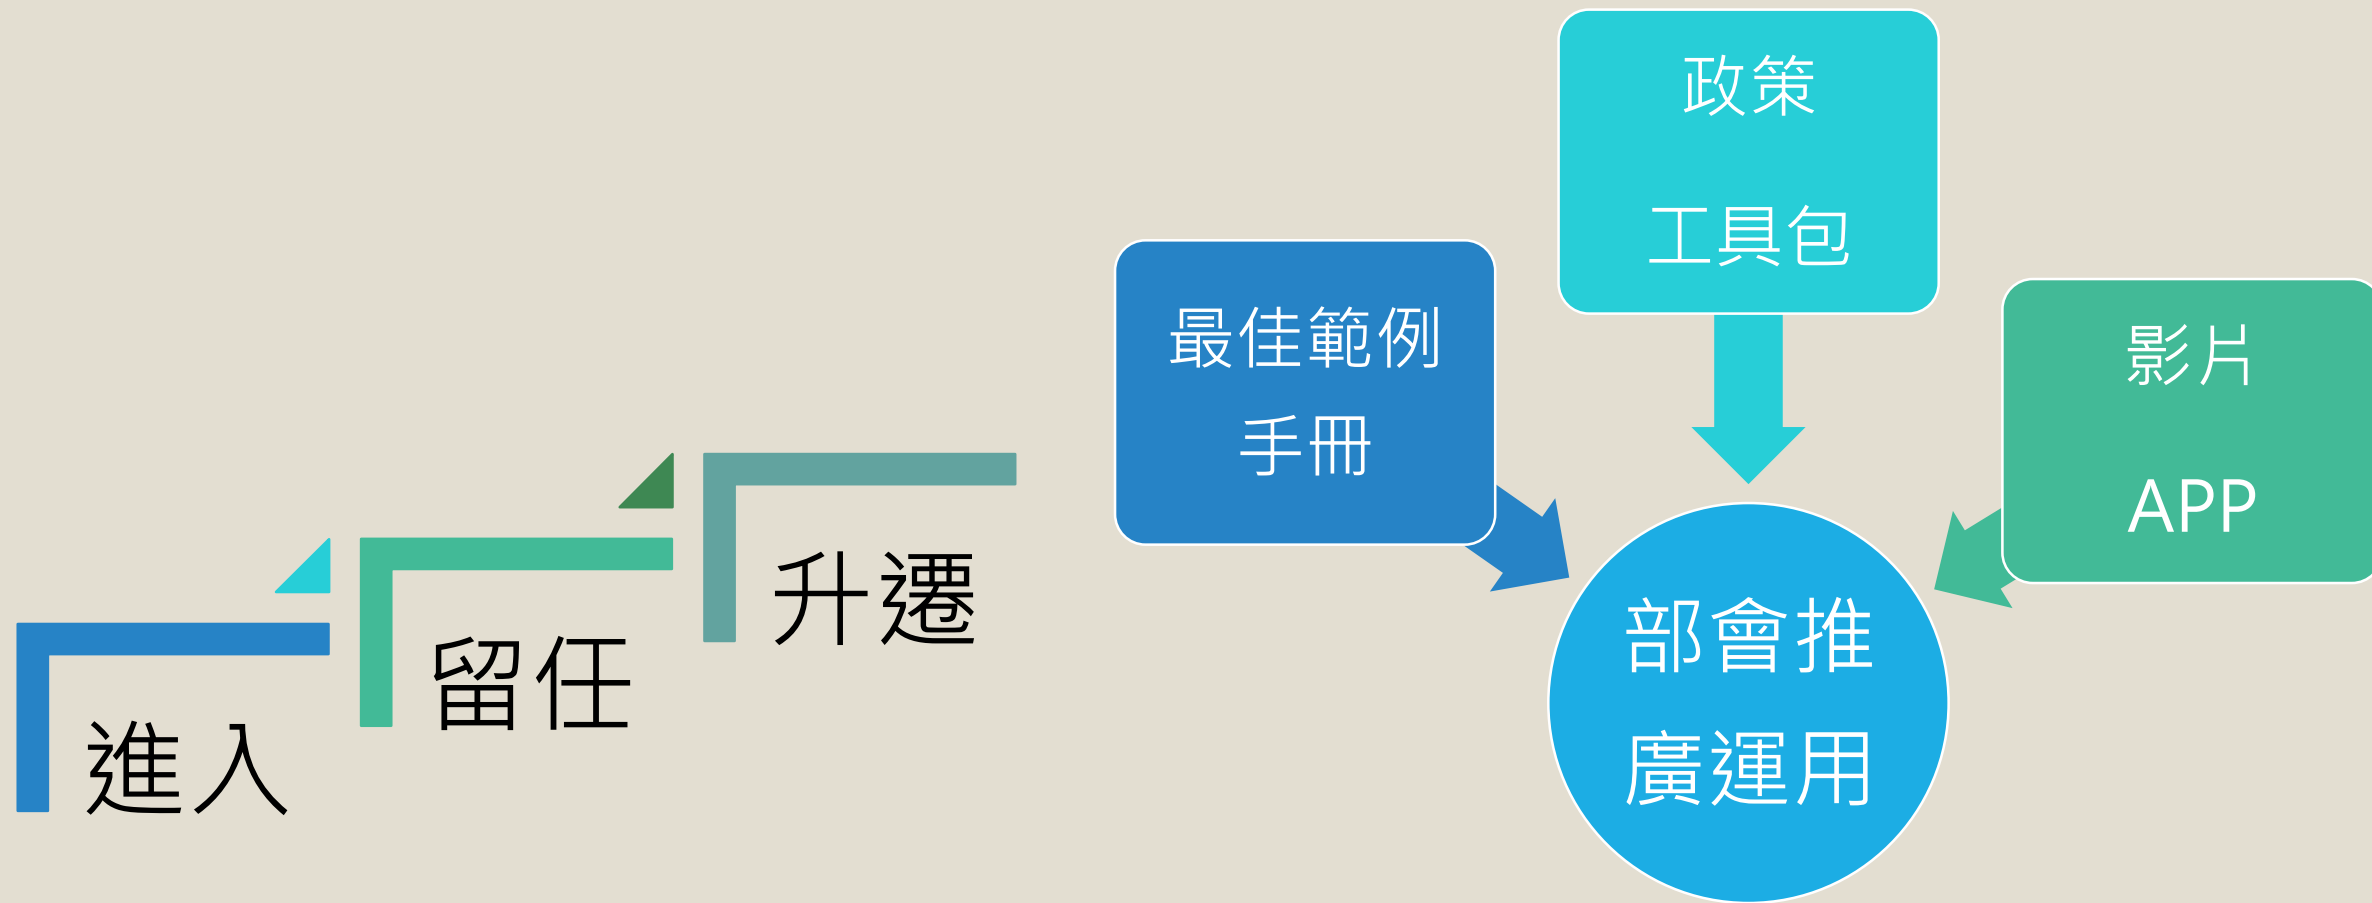 進入
留任
升遷
最佳範例
手冊
政策
工具包
影片
APP
部會推
廣運用